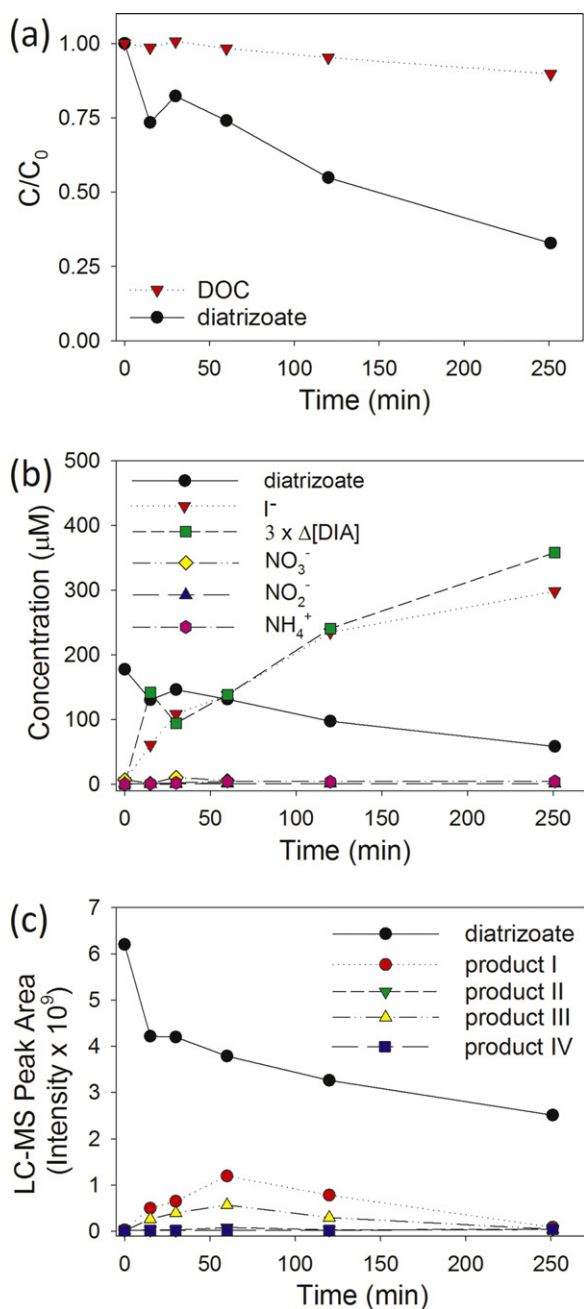 (a)
1.00
0.75
0.50
0.25
0.00
C/C₀
DOC
diatrizoate
0 50 100 150 200 250
Time (min)
(b)
500
400
300
200
100
0
Concentration (μM)
diatrizoate
I⁻
3 x Δ[DIA]
NO₃⁻
NO₂⁻
NH₄⁺
0 50 100 150 200 250
Time (min)
(c)
7
6
5
4
3
2
1
0
LC-MS Peak Area
(Intensity x 10⁹)
diatrizoate
product I
product II
product III
product IV
0 50 100 150 200 250
Time (min)